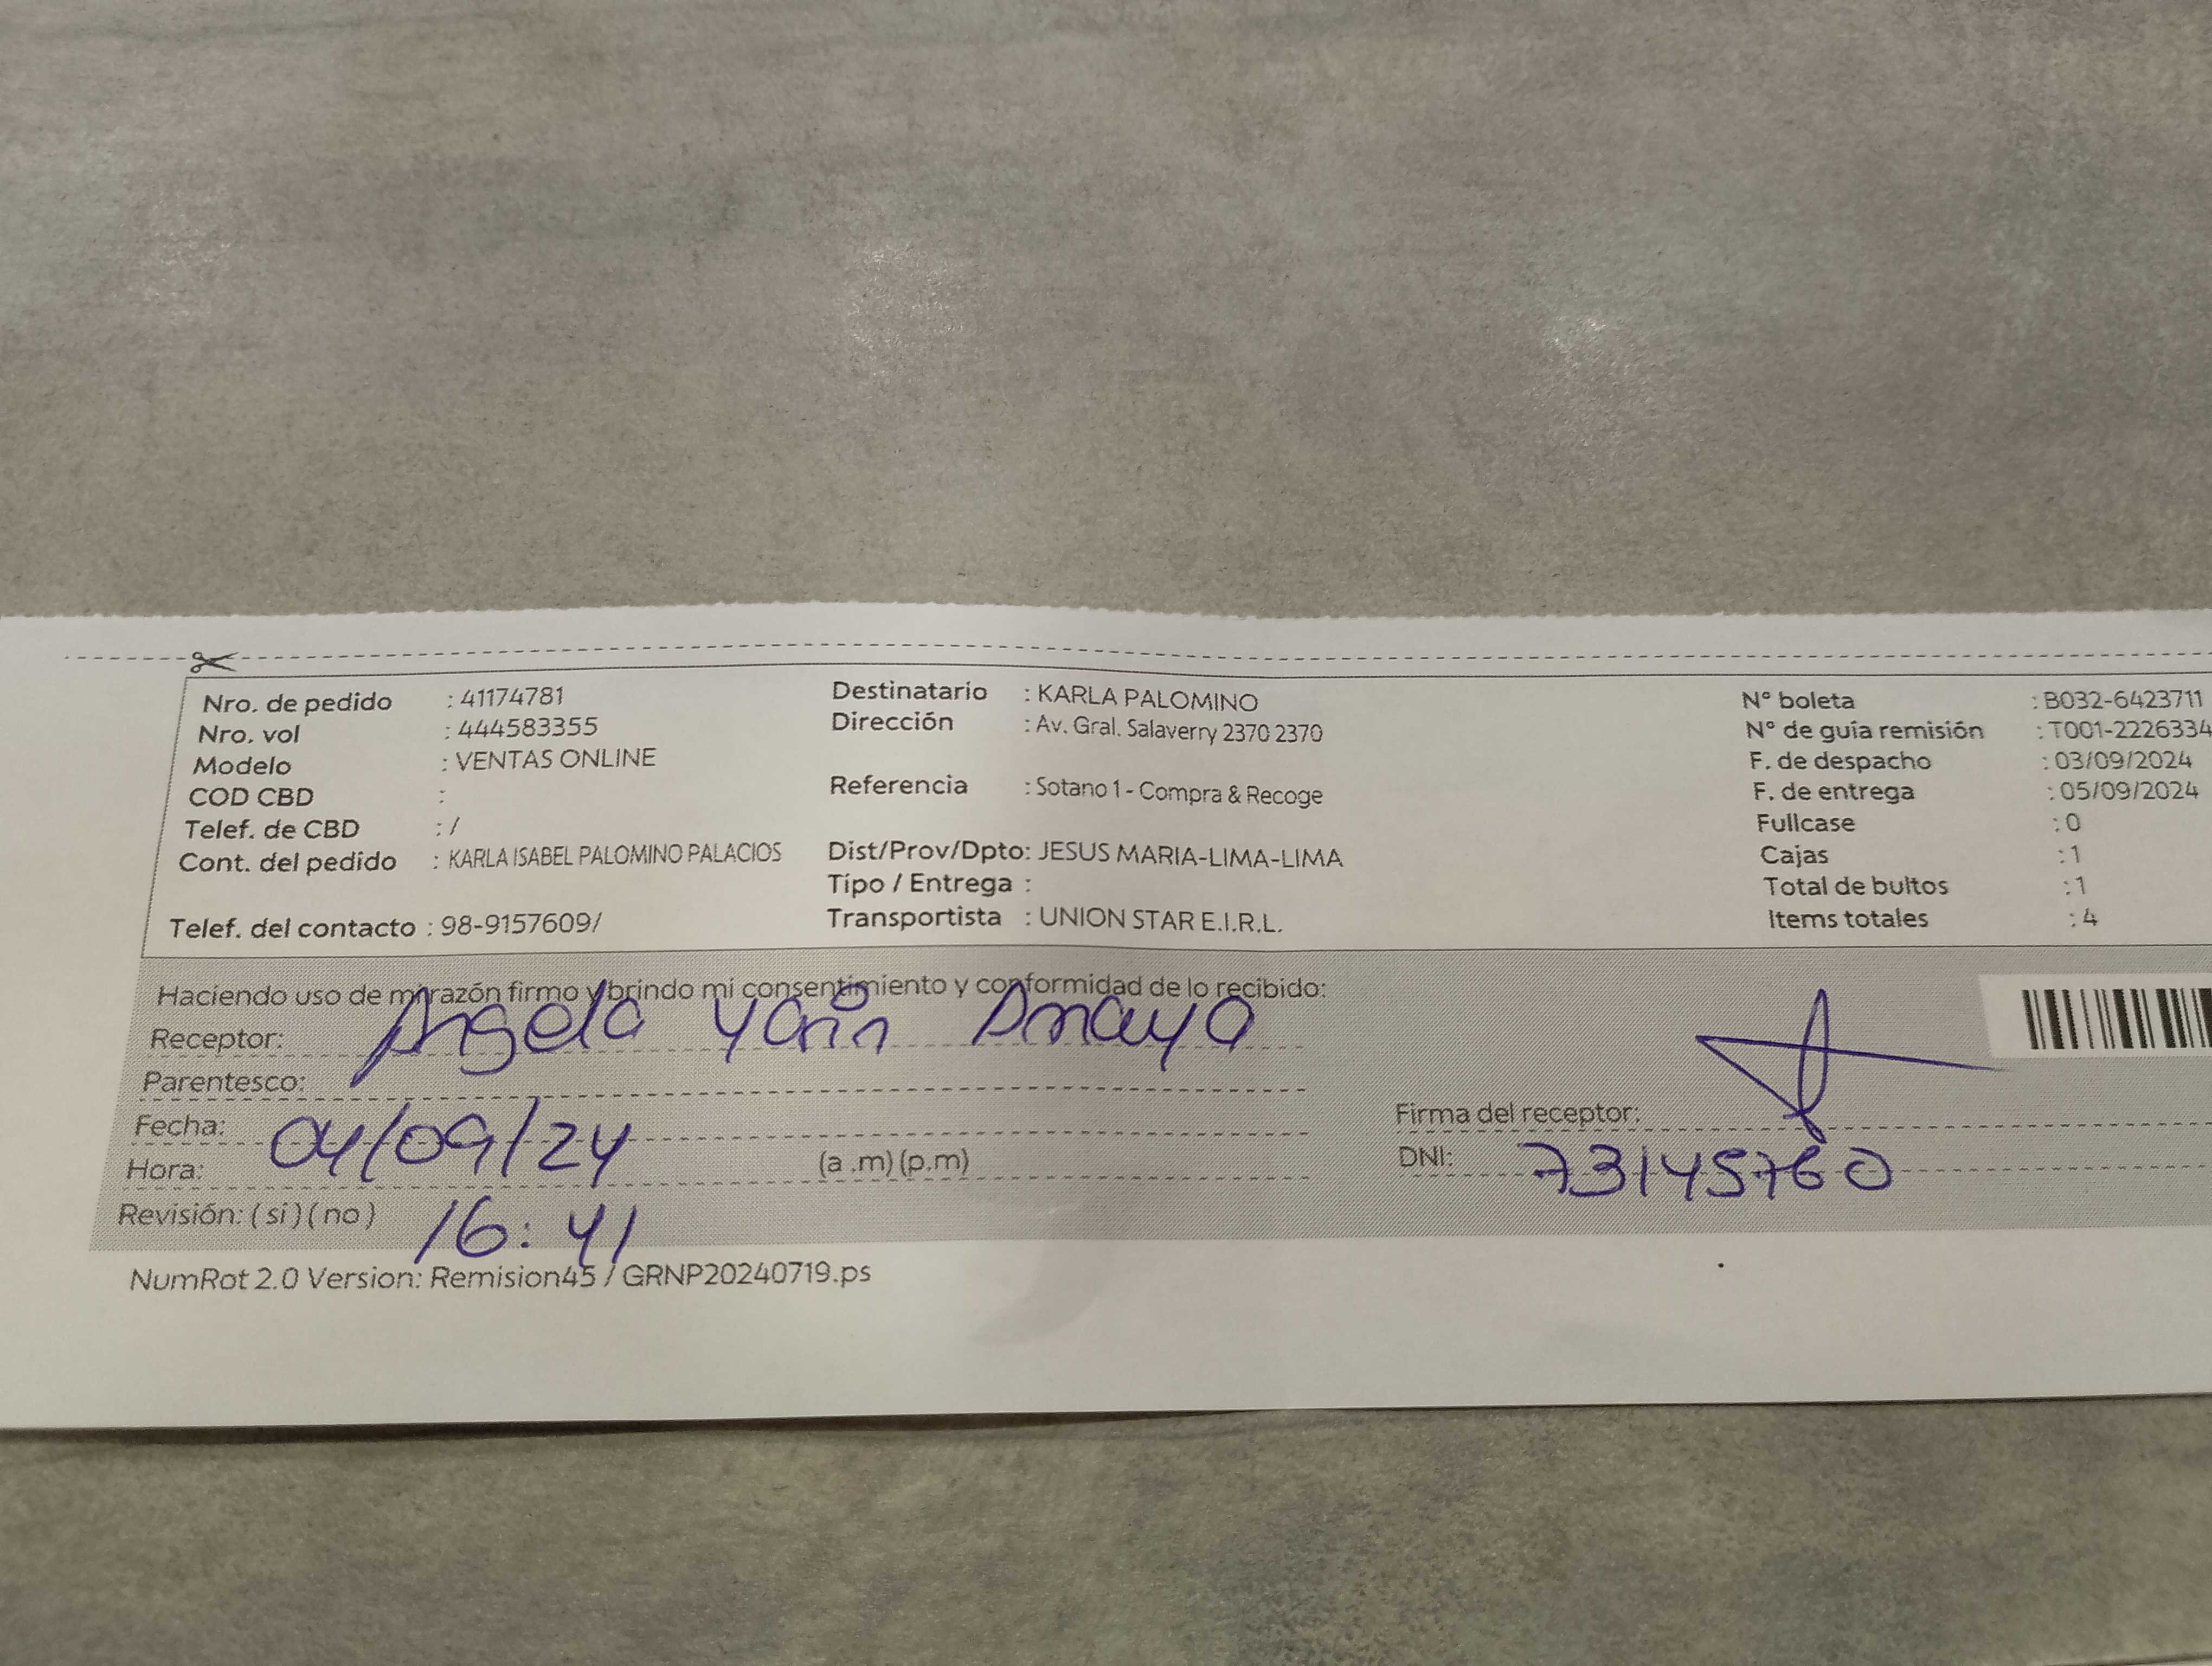 Nro. de pedido : 41174781
Nro. vol : 444583355
Modelo : VENTAS ONLINE
COD CBD :
Telef. de CBD : /
Cont. del pedido : KARLA ISABEL PALOMINO PALACIOS
Telef. del contacto : 98-9157609/
Destinatario : KARLA PALOMINO
Dirección : Av. Gral. Salaverry 2370 2370
Referencia : Sotano 1 - Compra & Recoge
Dist/Prov/Dpto: JESUS MARIA-LIMA-LIMA
Tipo / Entrega :
Transportista : UNION STAR E.I.R.L.
N° boleta : B032-6423711
N° de guía remisión : T001-2226334
F. de despacho : 03/09/2024
F. de entrega : 05/09/2024
Fullcase : 0
Cajas : 1
Total de bultos : 1
Items totales : 4
Haciendo uso de mi razón firmo y brindo mi consentimiento y conformidad de lo recibido:
Receptor: Angelo Anaya
Parentesco:
Fecha: 04/09/24
Hora: (a .m) (p.m)
Revisión: ( si ) ( no ) 16:41
Firma del receptor:
DNI: 73145760
NumRot 2.0 Version: Remision45 / GRNP20240719.ps